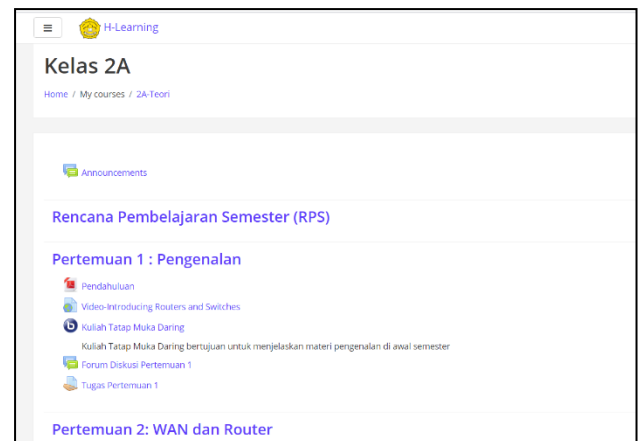 H-Learning
Kelas 2A
Home / My courses / 2A-Teori
Announcements
Rencana Pembelajaran Semester (RPS)
Pertemuan 1 : Pengenalan
Pendahuluan
Video-Introducing Routers and Switches
Kuliah Tatap Muka Daring
Kuliah Tatap Muka Daring bertujuan untuk menjelaskan materi pengenalan di awal semester
Forum Diskusi Pertemuan 1
Tugas Pertemuan 1
Pertemuan 2: WAN dan Router